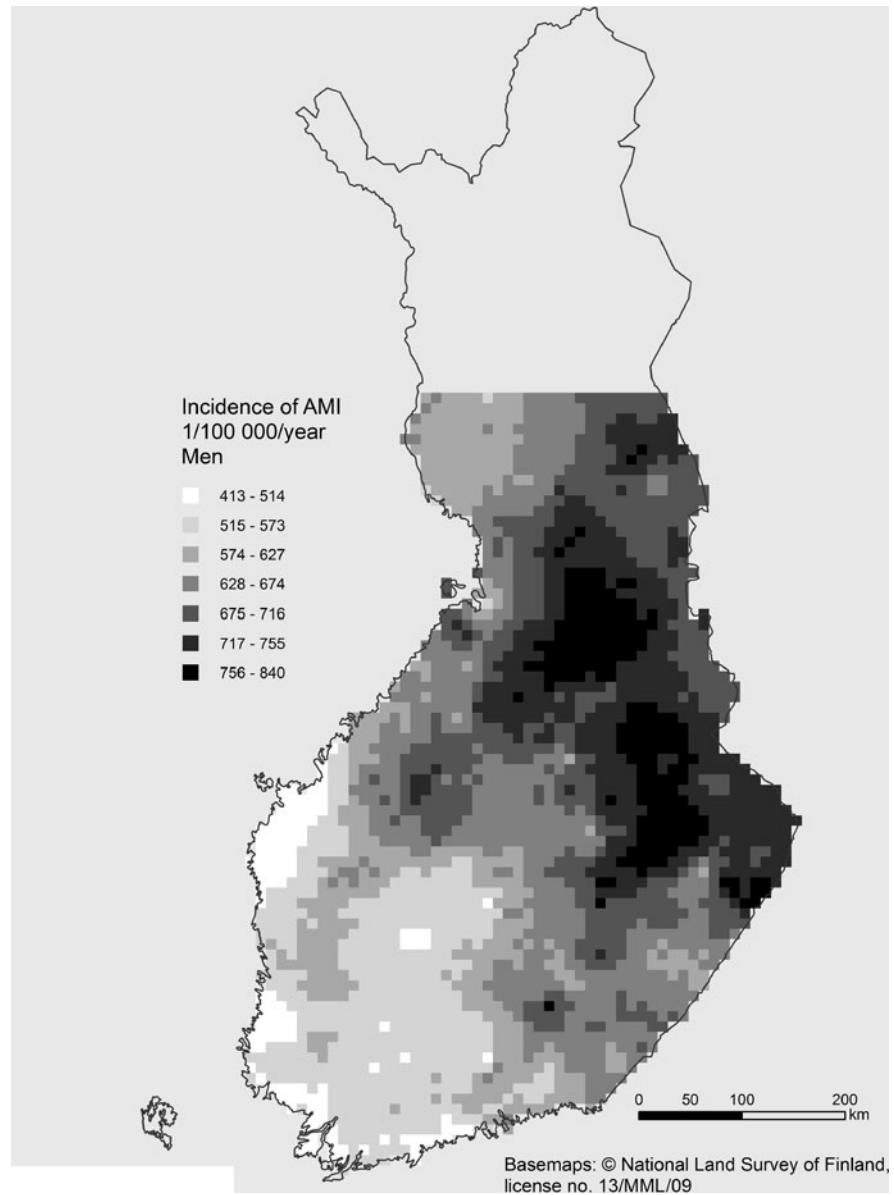 Incidence of AMI
1/100 000/year
Men
413 - 514
515 - 573
574 - 627
628 - 674
675 - 716
717 - 755
756 - 840
0 50 100 200
km
Basemaps: © National Land Survey of Finland,
license no. 13/MML/09